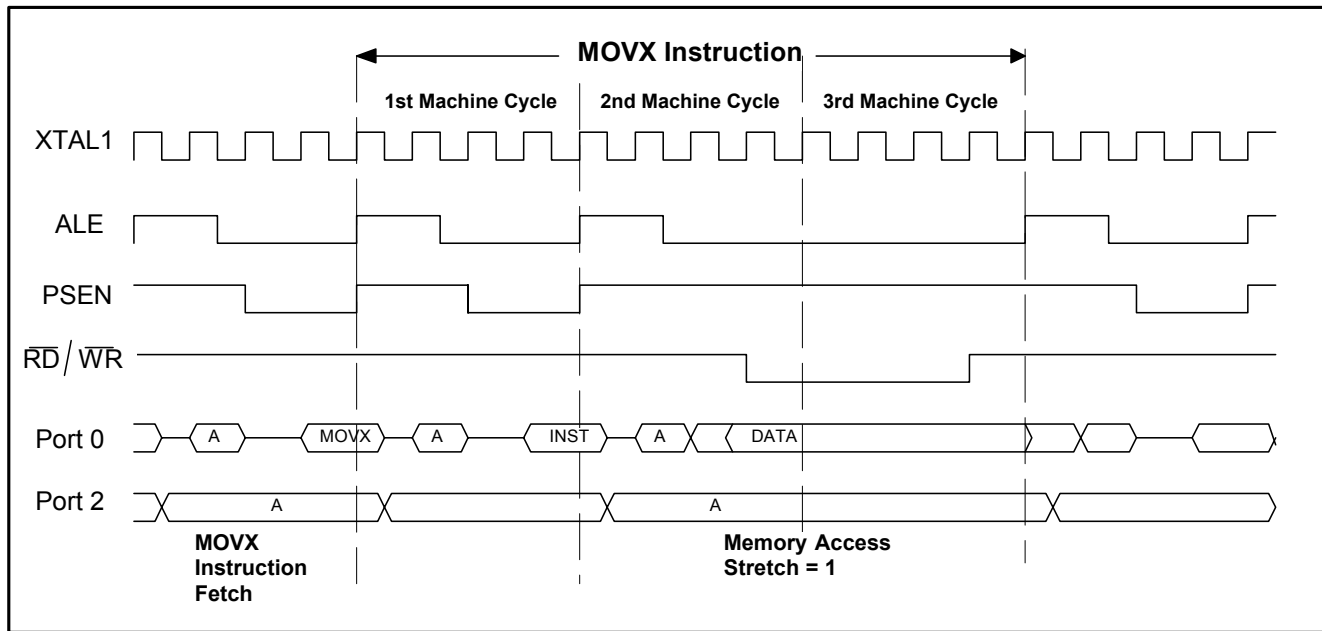 MOVX Instruction
1st Machine Cycle 2nd Machine Cycle 3rd Machine Cycle
XTAL1
ALE
PSEN
RD/WR
Port 0 A MOVX A INST A DATA
Port 2 A A
MOVX
Instruction
Fetch
Memory Access
Stretch = 1